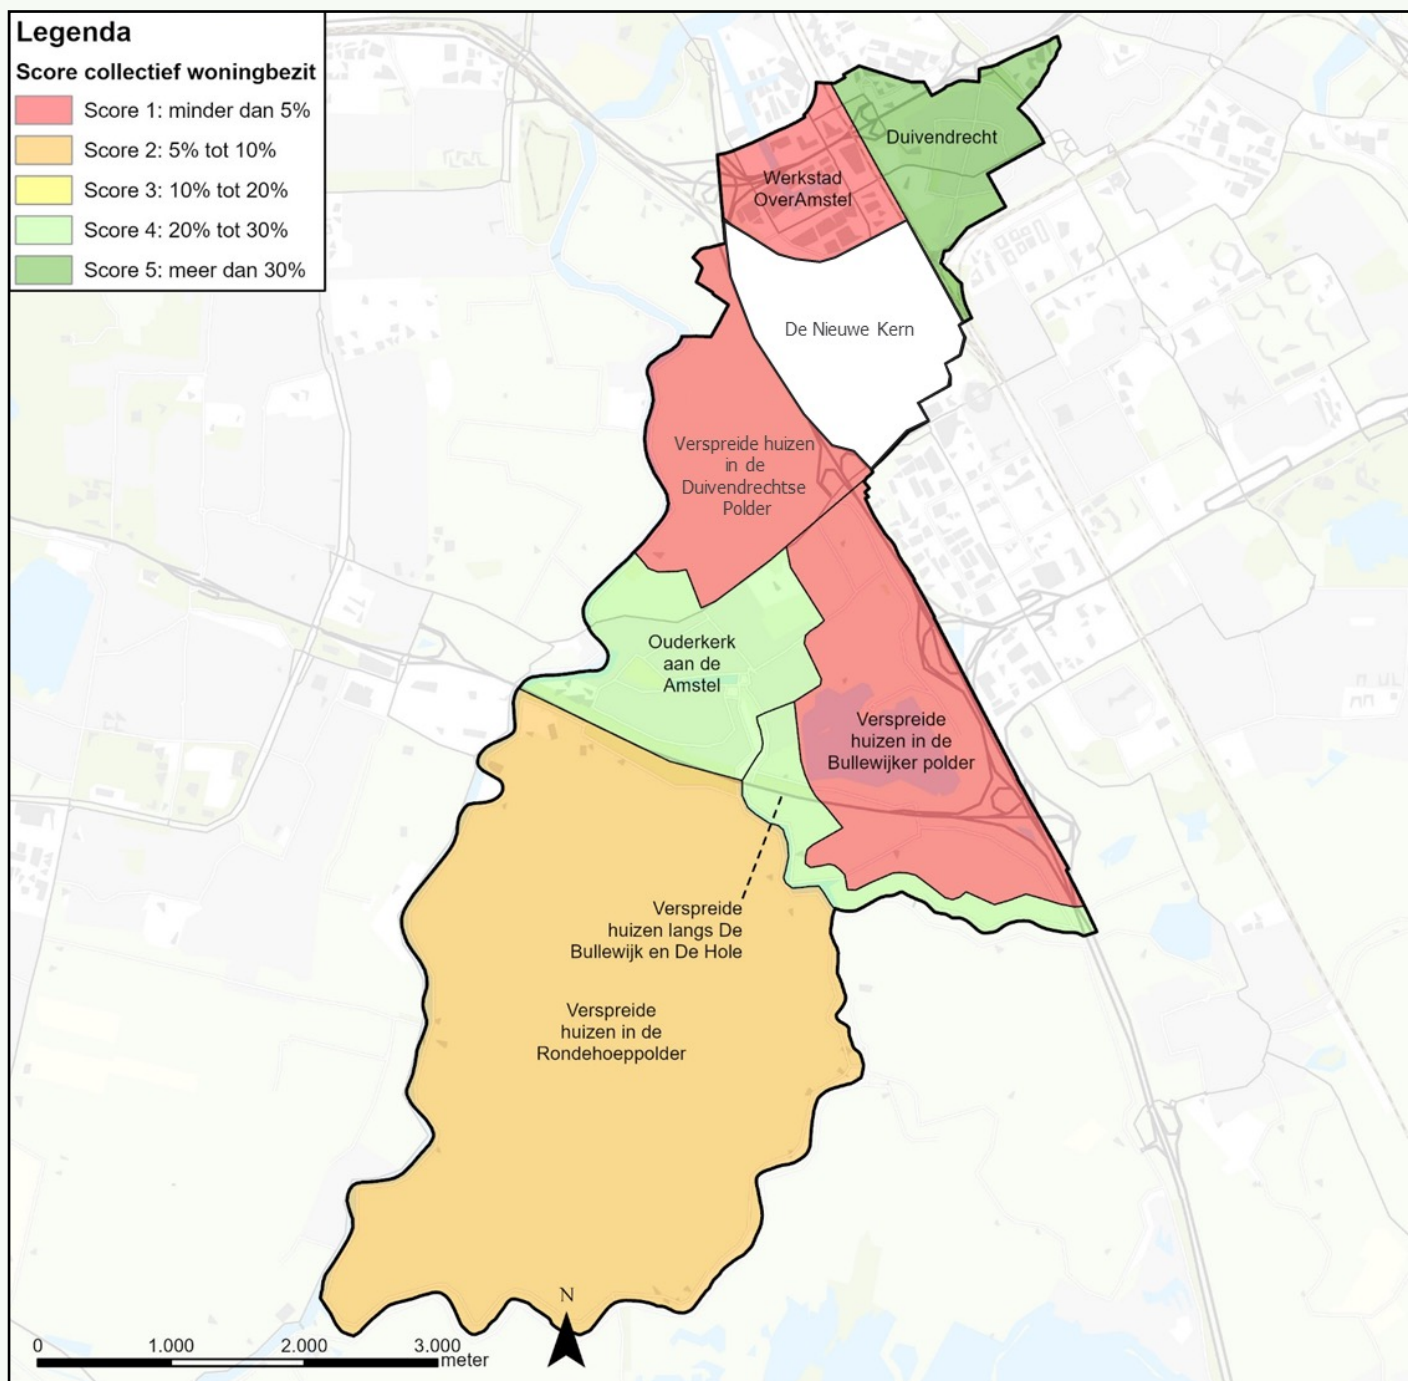 Legenda
Score collectief woningbezit
Score 1: minder dan 5%
Score 2: 5% tot 10%
Score 3: 10% tot 20%
Score 4: 20% tot 30%
Score 5: meer dan 30%
Duivendrecht
Werkstad
OverAmstel
De Nieuwe Kern
Verspreide huizen
in de
Duivendrechtse
Polder
Ouderkerk
aan de
Amstel
Verspreide
huizen in de
Bullewijker polder
Verspreide
huizen langs De
Bullewijk en De Hole
Verspreide
huizen in de
Rondehoeppolder
N
0 1.000 2.000 3.000
meter